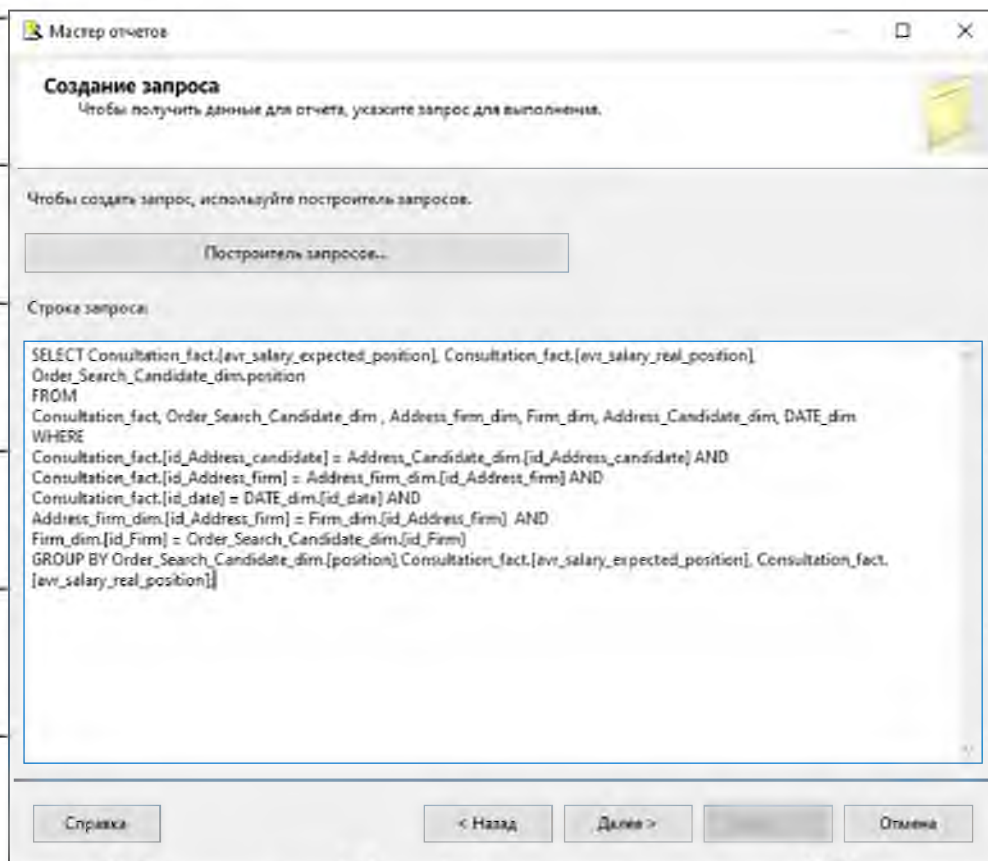 Мастер отчетов
Создание запроса
Чтобы получить данные для отчета, укажите запрос для выполнения.
Чтобы создать запрос, используйте построитель запросов.
Построитель запросов...
Строка запроса:
SELECT Consultation_fact.[avr_salary_expected_position], Consultation_fact.[avr_salary_real_position],
Order_Search_Candidate_dim.position
FROM
Consultation_fact, Order_Search_Candidate_dim , Address_firm_dim, Firm_dim, Address_Candidate_dim, DATE_dim
WHERE
Consultation_fact.[id_Address_candidate] = Address_Candidate_dim.[id_Address_candidate] AND
Consultation_fact.[id_Address_firm] = Address_firm_dim.[id_Address_firm] AND
Consultation_fact.[id_date] = DATE_dim.[id_date] AND
Address_firm_dim.[id_Address_firm] = Firm_dim.[id_Address_firm] AND
Firm_dim.[id_Firm] = Order_Search_Candidate_dim.[id_Firm]
GROUP BY Order_Search_Candidate_dim.[position],Consultation_fact.[avr_salary_expected_position], Consultation_fact.
[avr_salary_real_position];
Справка
< Назад
Далее >
Отмена